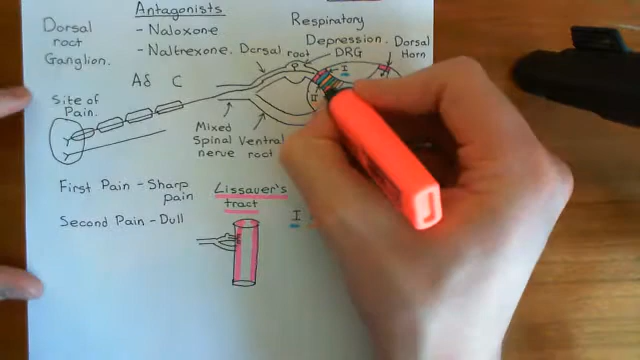 Antagonists
- Naloxone
- Naltrexone.
Respiratory
Depression.
Dorsal
root
Ganglion.
Dorsal
root
DRG
Dorsal
Horn
I
II
Aδ C
Site of
Pain.
Mixed
Spinal
nerve
Ventral
root
First Pain - Sharp
pain
Second Pain - Dull
Lissauer's
tract
I